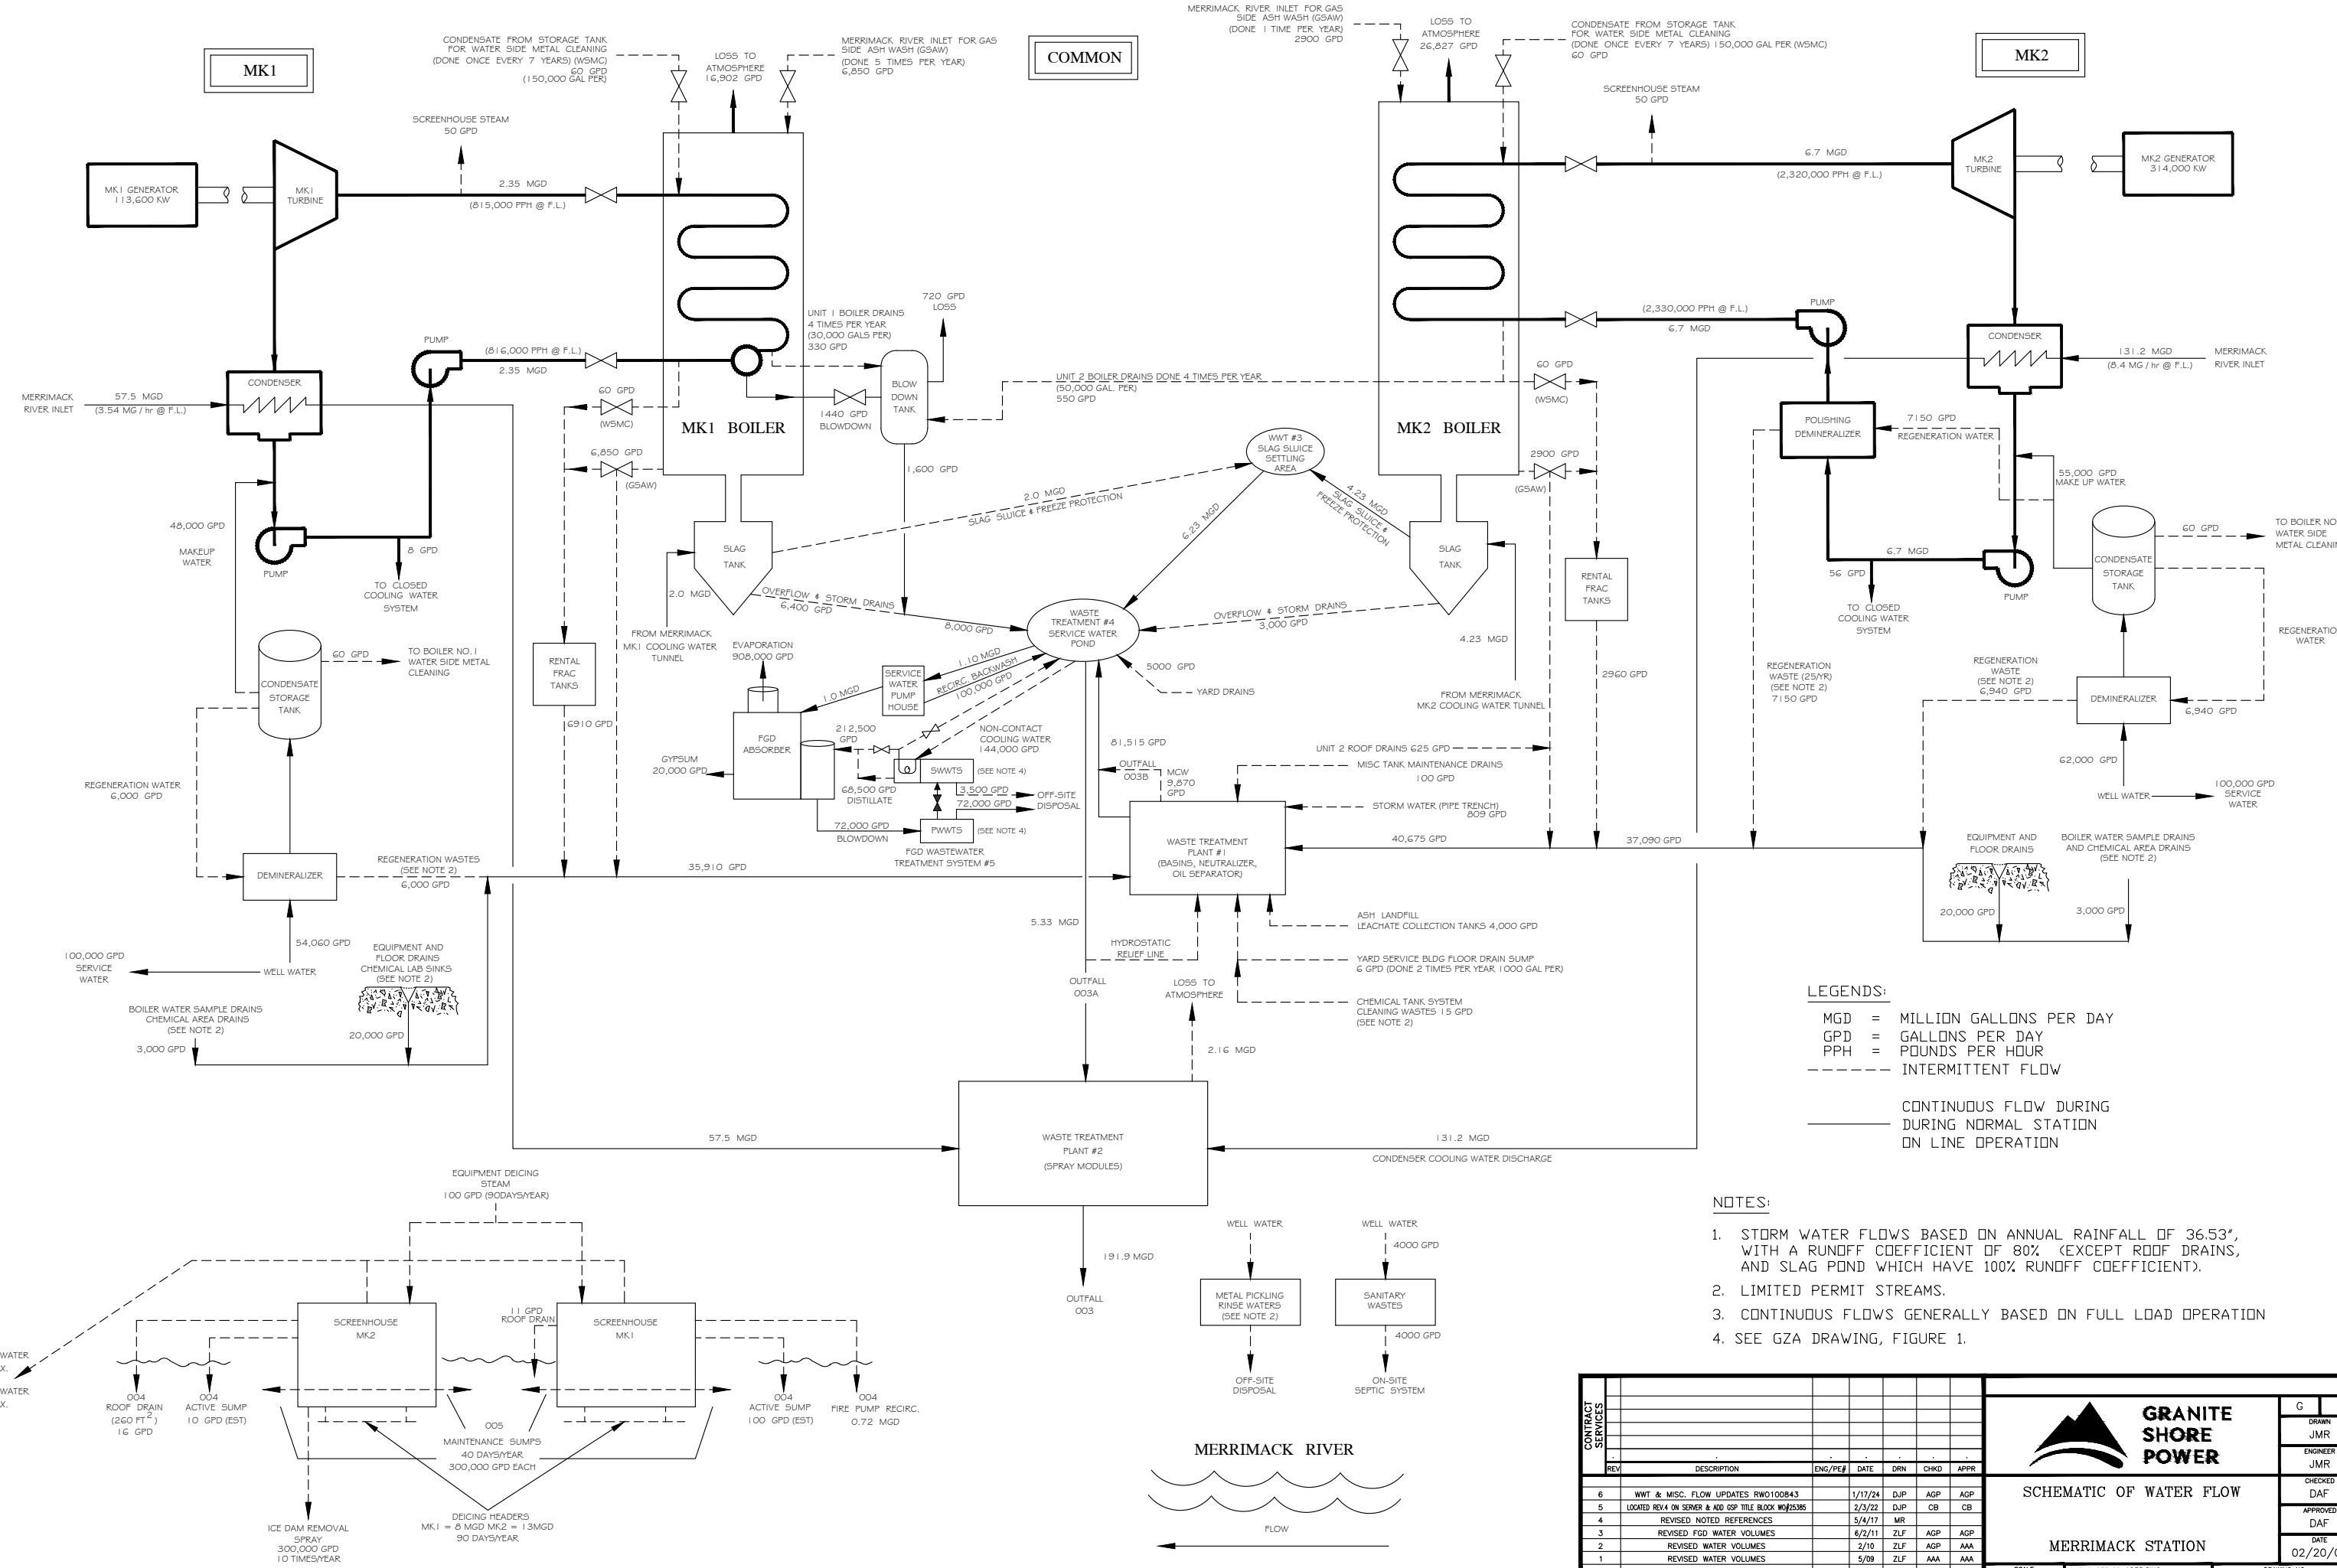 MK1
COMMON
MK2
CONDENSATE FROM STORAGE TANK
FOR WATER SIDE METAL CLEANING
(DONE ONCE EVERY 7 YEARS) (WSMC)
60 GPD
(150,000 GAL PER)
LOSS TO
ATMOSPHERE
16,902 GPD
MERRIMACK RIVER INLET FOR GAS
SIDE ASH WASH (GSAW)
(DONE 5 TIMES PER YEAR)
6,850 GPD
MERRIMACK RIVER INLET FOR GAS
SIDE ASH WASH (GSAW)
(DONE 1 TIME PER YEAR)
2900 GPD
LOSS TO
ATMOSPHERE
26,827 GPD
CONDENSATE FROM STORAGE TANK
FOR WATER SIDE METAL CLEANING
(DONE ONCE EVERY 7 YEARS) 150,000 GAL PER (WSMC)
60 GPD
SCREENHOUSE STEAM
50 GPD
MK1 GENERATOR
113,600 KW
MK1
TURBINE
2.35 MGD
(815,000 PPH @ F.L.)
SCREENHOUSE STEAM
50 GPD
6.7 MGD
(2,320,000 PPH @ F.L.)
MK2
TURBINE
MK2 GENERATOR
314,000 KW
UNIT 1 BOILER DRAINS
4 TIMES PER YEAR
(30,000 GALS PER)
330 GPD
720 GPD
LOSS
PUMP
(816,000 PPH @ F.L.)
2.35 MGD
MERRIMACK
RIVER INLET
57.5 MGD
(3.54 MG / hr @ F.L.)
CONDENSER
60 GPD
(WSMC)
MK1 BOILER
1440 GPD
BLOWDOWN
BLOW
DOWN
TANK
UNIT 2 BOILER DRAINS DONE 4 TIMES PER YEAR
(50,000 GAL. PER)
550 GPD
MK2 BOILER
60 GPD
(WSMC)
(2,330,000 PPH @ F.L.)
6.7 MGD
PUMP
CONDENSER
131.2 MGD
(8.4 MG / hr @ F.L.)
MERRIMACK
RIVER INLET
POLISHING
DEMINERALIZER
7150 GPD
REGENERATION WATER
6,850 GPD
(GSAW)
1,600 GPD
WWT #3
SLAG SLUICE
SETTLING
AREA
2900 GPD
(GSAW)
55,000 GPD
MAKE UP WATER
48,000 GPD
MAKEUP
WATER
PUMP
8 GPD
TO CLOSED
COOLING WATER
SYSTEM
SLAG
TANK
2.0 MGD
SLAG SLUICE & FREEZE PROTECTION
6.23 MGD
4.23 MGD
SLAG SLUICE &
FREEZE PROTECTION
SLAG
TANK
RENTAL
FRAC
TANKS
6.7 MGD
56 GPD
TO CLOSED
COOLING WATER
SYSTEM
PUMP
CONDENSATE
STORAGE
TANK
60 GPD
TO BOILER NO
WATER SIDE
METAL
2.0 MGD
OVERFLOW & STORM DRAINS
6,400 GPD
8,000 GPD
WASTE
TREATMENT #4
SERVICE WATER
POND
OVERFLOW & STORM DRAINS
3,000 GPD
4.23 MGD
FROM MERRIMACK
MK1 COOLING WATER
TUNNEL
EVAPORATION
908,000 GPD
CONDENSATE
STORAGE
TANK
60 GPD
TO BOILER NO.1
WATER SIDE METAL
CLEANING
RENTAL
FRAC
TANKS
SERVICE
WATER
PUMP
HOUSE
1.10 MGD
RECIRC. BACKWASH
100,000 GPD
1.0 MGD
5000 GPD
YARD DRAINS
FROM MERRIMACK
MK2 COOLING WATER TUNNEL
2960 GPD
REGENERATION
WASTE (25/YR)
(SEE NOTE 2)
7150 GPD
REGENERATION
WASTE
(SEE NOTE 2)
6,940 GPD
DEMINERALIZER
6,940 GPD
WATER
6910 GPD
FGD
ABSORBER
212,500
GPD
NON-CONTACT
COOLING WATER
144,000 GPD
GYPSUM
20,000 GPD
SWWTS
(SEE NOTE 4)
68,500 GPD
DISTILLATE
3,500 GPD
72,000 GPD
OFF-SITE
DISPOSAL
72,000 GPD
BLOWDOWN
PWWTS
(SEE NOTE 4)
FGD WASTEWATER
TREATMENT SYSTEM #5
81,515 GPD
OUTFALL
003B
MCW
9,870
GPD
UNIT 2 ROOF DRAINS 625 GPD
MISC TANK MAINTENANCE DRAINS
100 GPD
STORM WATER (PIPE TRENCH)
809 GPD
40,675 GPD
37,090 GPD
62,000 GPD
WELL WATER
100,000 GPD
SERVICE
WATER
REGENERATION WATER
6,000 GPD
DEMINERALIZER
REGENERATION WASTES
(SEE NOTE 2)
6,000 GPD
35,910 GPD
WASTE TREATMENT
PLANT #1
(BASINS, NEUTRALIZER,
OIL SEPARATOR)
EQUIPMENT AND
FLOOR DRAINS
20,000 GPD
BOILER WATER SAMPLE DRAINS
AND CHEMICAL AREA DRAINS
(SEE NOTE 2)
3,000 GPD
54,060 GPD
WELL WATER
100,000 GPD
SERVICE
WATER
EQUIPMENT AND
FLOOR DRAINS
CHEMICAL LAB SINKS
(SEE NOTE 2)
20,000 GPD
BOILER WATER SAMPLE DRAINS
CHEMICAL AREA DRAINS
(SEE NOTE 2)
3,000 GPD
5.33 MGD
HYDROSTATIC
RELIEF LINE
OUTFALL
003A
LOSS TO
ATMOSPHERE
2.16 MGD
ASH LANDFILL
LEACHATE COLLECTION TANKS 4,000 GPD
YARD SERVICE BLDG FLOOR DRAIN SUMP
6 GPD (DONE 2 TIMES PER YEAR 1000 GAL PER)
CHEMICAL TANK SYSTEM
CLEANING WASTES 15 GPD
(SEE NOTE 2)
LEGENDS:
MGD = MILLION GALLONS PER DAY
GPD = GALLONS PER DAY
PPH = POUNDS PER HOUR
INTERMITTENT FLOW
CONTINUOUS FLOW DURING
DURING NORMAL STATION
ON LINE OPERATION
57.5 MGD
WASTE TREATMENT
PLANT #2
(SPRAY MODULES)
131.2 MGD
CONDENSER COOLING WATER DISCHARGE
191.9 MGD
OUTFALL
003
EQUIPMENT DEICING
STEAM
100 GPD (90DAYS/YEAR)
SCREENHOUSE
MK2
11 GPD
ROOF DRAIN
SCREENHOUSE
MK1
WATER
X.
WATER
X.
004
ROOF DRAIN
(260 FT2)
16 GPD
004
ACTIVE SUMP
10 GPD (EST)
005
MAINTENANCE SUMPS
40 DAYS/YEAR
300,000 GPD EACH
004
ACTIVE SUMP
100 GPD (EST)
004
FIRE PUMP RECIRC.
0.72 MGD
ICE DAM REMOVAL
SPRAY
300,000 GPD
10 TIMES/YEAR
DEICING HEADERS
MK1 = 8 MGD MK2 = 13MGD
90 DAYS/YEAR
WELL WATER
METAL PICKLING
RINSE WATERS
(SEE NOTE 2)
OFF-SITE
DISPOSAL
WELL WATER
4000 GPD
SANITARY
WASTES
4000 GPD
ON-SITE
SEPTIC SYSTEM
MERRIMACK RIVER
FLOW
NOTES:
1. STORM WATER FLOWS BASED ON ANNUAL RAINFALL OF 36.53",
WITH A RUNOFF COEFFICIENT OF 80% (EXCEPT ROOF DRAINS,
AND SLAG POND WHICH HAVE 100% RUNOFF COEFFICIENT).
2. LIMITED PERMIT STREAMS.
3. CONTINUOUS FLOWS GENERALLY BASED ON FULL LOAD OPERATION
4. SEE GZA DRAWING, FIGURE 1.
CONTRACT
SERVICES
REV DESCRIPTION ENG/PE# DATE DRN CHKD APPR
6 WWT & MISC. FLOW UPDATES RWO100843 1/17/24 DJP AGP AGP
5 LOCATED REV.4 ON SERVER & ADD GSP TITLE BLOCK WO#25385 2/3/22 DJP CB CB
4 REVISED NOTED REFERENCES 5/4/17 MR
3 REVISED FGD WATER VOLUMES 6/2/11 ZLF AGP AGP
2 REVISED WATER VOLUMES 2/10 ZLF AGP AAA
1 REVISED WATER VOLUMES 5/09 ZLF AAA AAA
GRANITE
SHORE
POWER
SCHEMATIC OF WATER FLOW
MERRIMACK STATION
G
DRAWN
JMR
ENGINEER
JMR
CHECKED
DAF
APPROVED
DAF
DATE
02/20/0